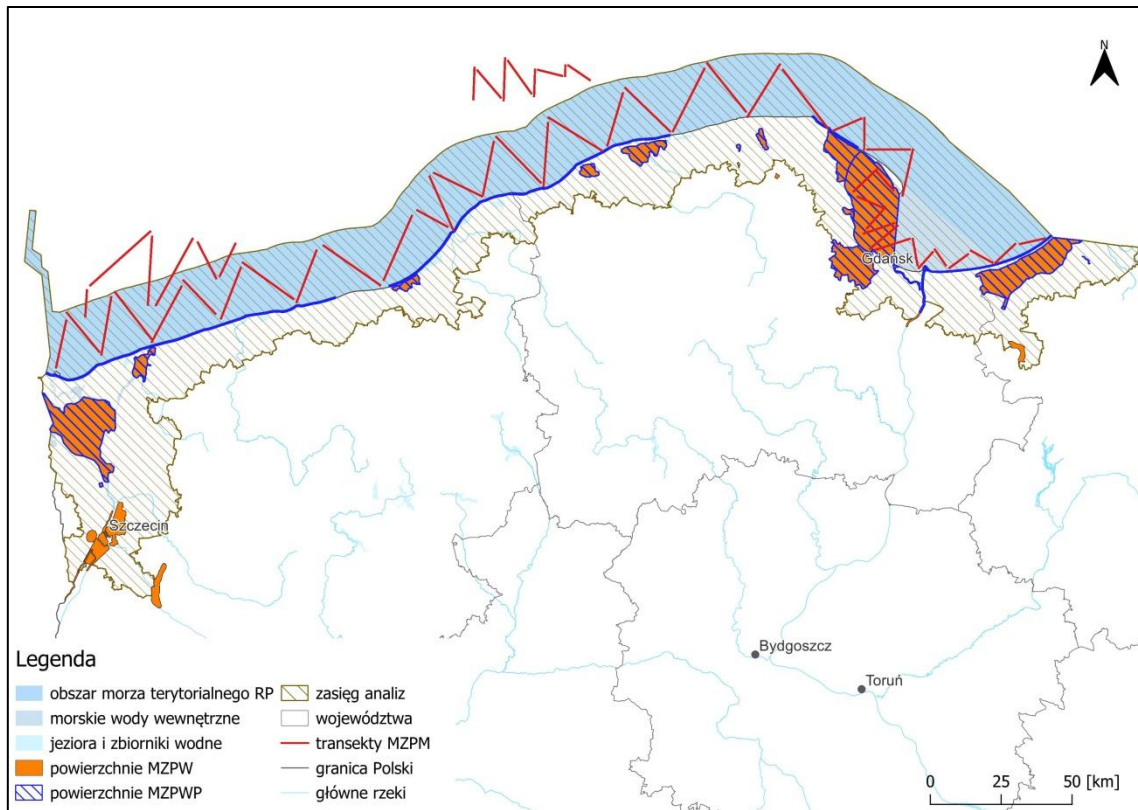 N
Gdańsk
Szczecin
Bydgoszcz
Toruń
Legenda
obszar morza terytorialnego RP
morskie wody wewnętrzne
jeziora i zbiorniki wodne
powierzchnie MZPW
powierzchnie MZPWP
zasięg analiz
województwa
transekty MZPM
granica Polski
główne rzeki
0 25 50 [km]